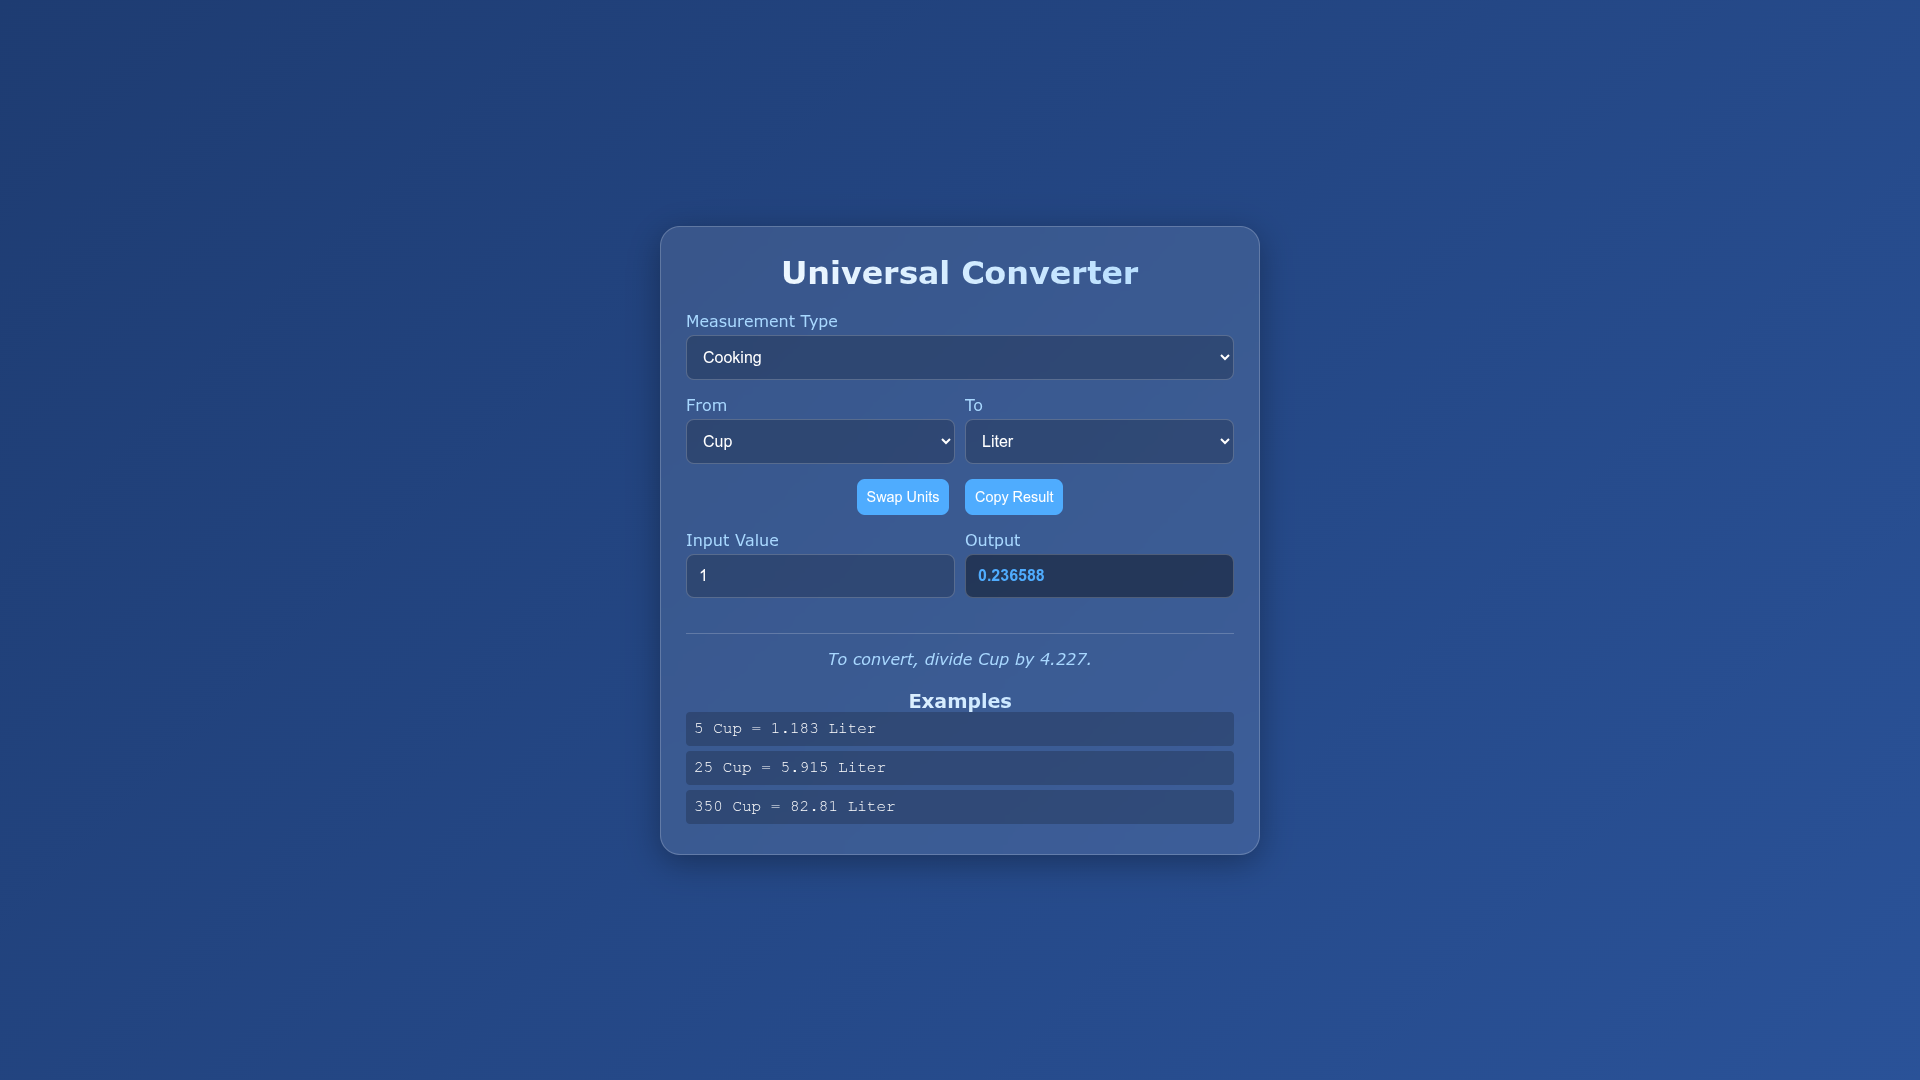 Universal Converter
Measurement Type
Cooking
From
To
Cup
Liter
Swap Units
Copy Result
Input Value
Output
1
0.236588
To convert, divide Cup by 4.227.
Examples
5 Cup = 1.183 Liter
25 Cup = 5.915 Liter
350 Cup = 82.81 Liter